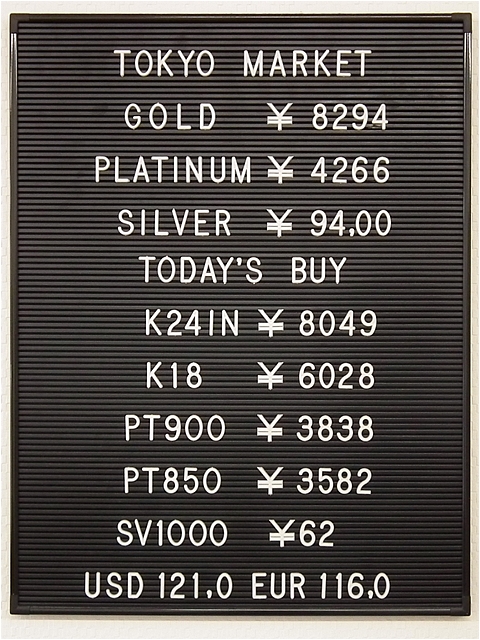 TOKYO MARKET
GOLD ¥ 8294
PLATINUM ¥ 4266
SILVER ¥ 94.00
TODAY'S BUY
K24IN ¥ 8049
K18 ¥ 6028
PT900 ¥ 3838
PT850 ¥ 3582
SV1000 ¥62
USD 121.0 EUR 116.0